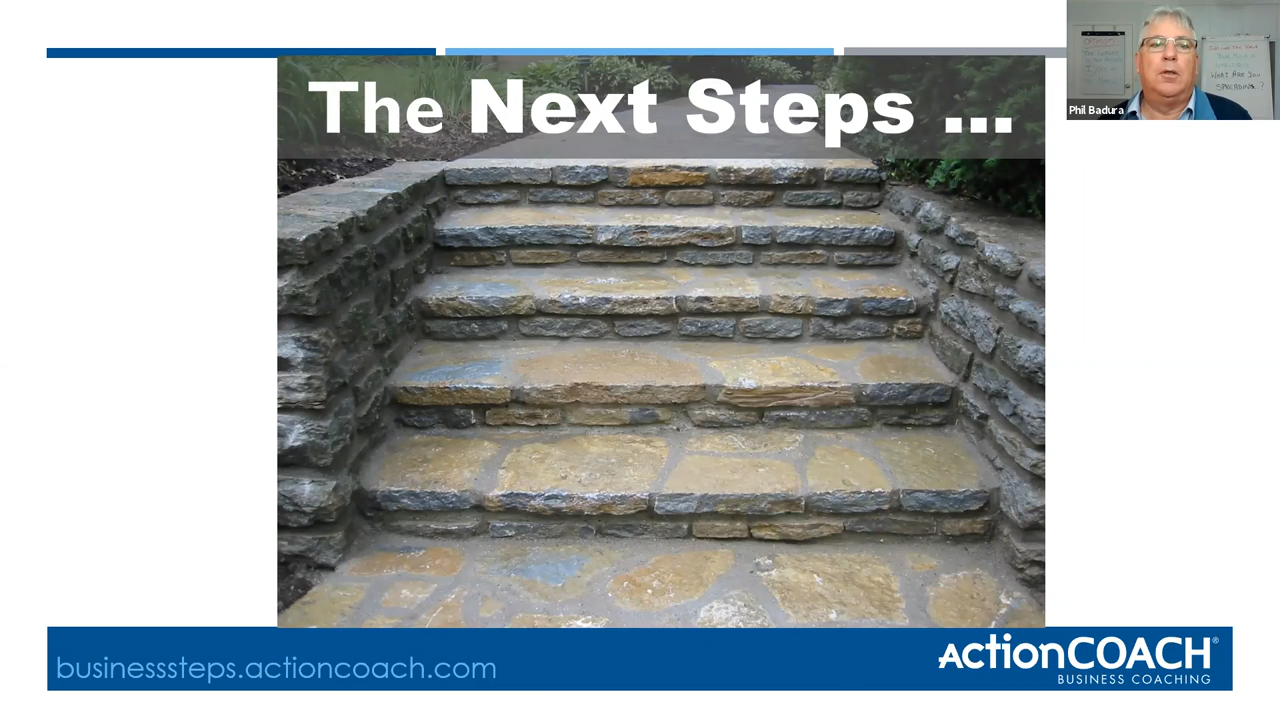 The Next Steps ...
Phil Badura
WHAT ARE YOU
businesssteps.actioncoach.com
ActionCOACH®
BUSINESS COACHING